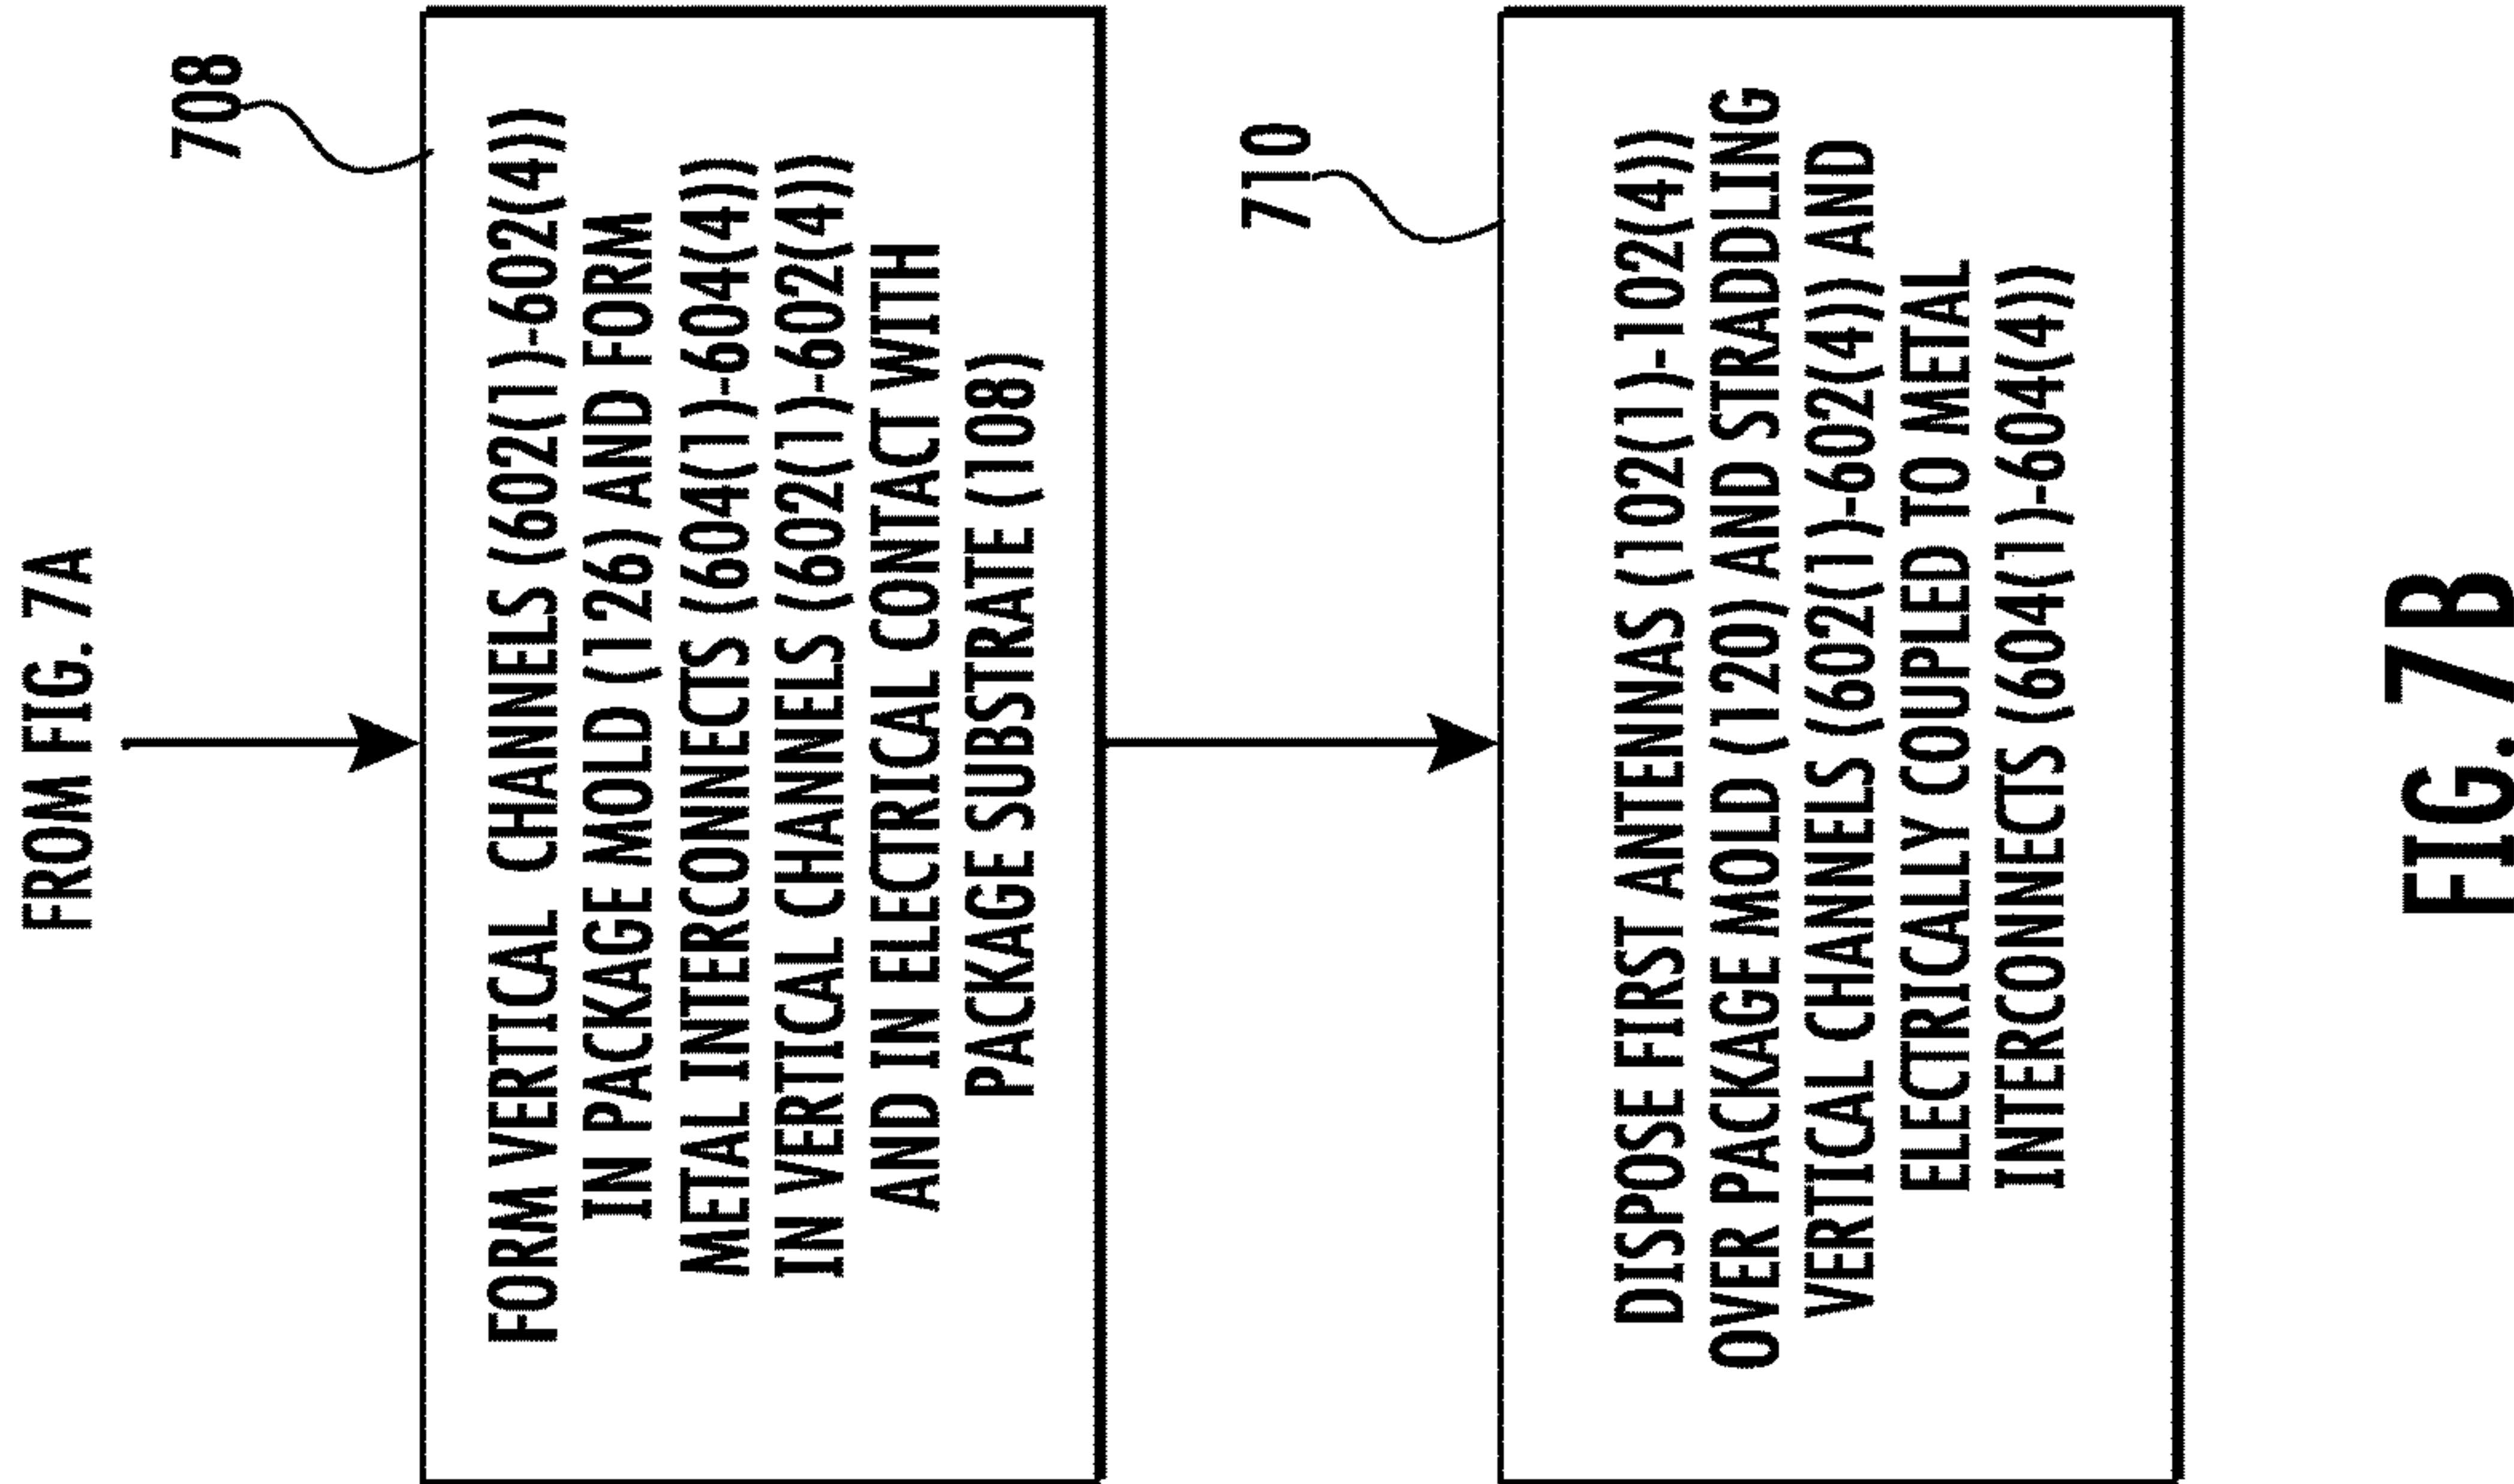 FROM FIG. 7A
708
FORM VERTICAL CHANNELS (602(1)-602(4))
IN PACKAGE MOLD (126) AND FORM
METAL INTERCONNECTS (604(1)-604(4))
IN VERTICAL CHANNELS (602(1)-602(4))
AND IN ELECTRICAL CONTACT WITH
PACKAGE SUBSTRATE (108)
710
DISPOSE FIRST ANTENNAS (102(1)-102(4))
OVER PACKAGE MOLD (120) AND STRADDLING
VERTICAL CHANNELS (602(1)-602(4)) AND
ELECTRICALLY COUPLED TO METAL
INTERCONNECTS (604(1)-604(4))
FIG. 7B